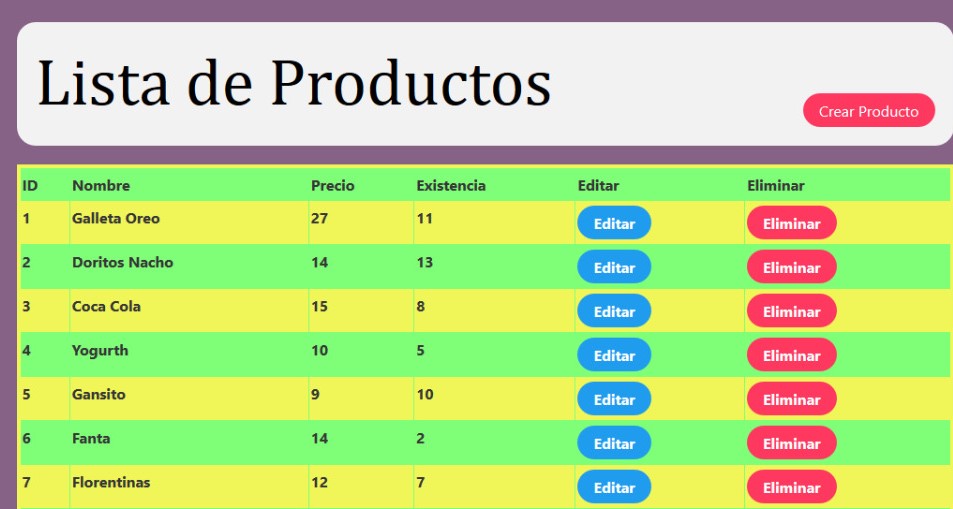 Lista de Productos
Crear Producto
ID Nombre Precio Existencia Editar Eliminar
1 Galleta Oreo 27 11 Editar Eliminar
2 Doritos Nacho 14 13 Editar Eliminar
3 Coca Cola 15 8 Editar Eliminar
4 Yogurth 10 5 Editar Eliminar
5 Gansito 9 10 Editar Eliminar
6 Fanta 14 2 Editar Eliminar
7 Florentinas 12 7 Editar Eliminar